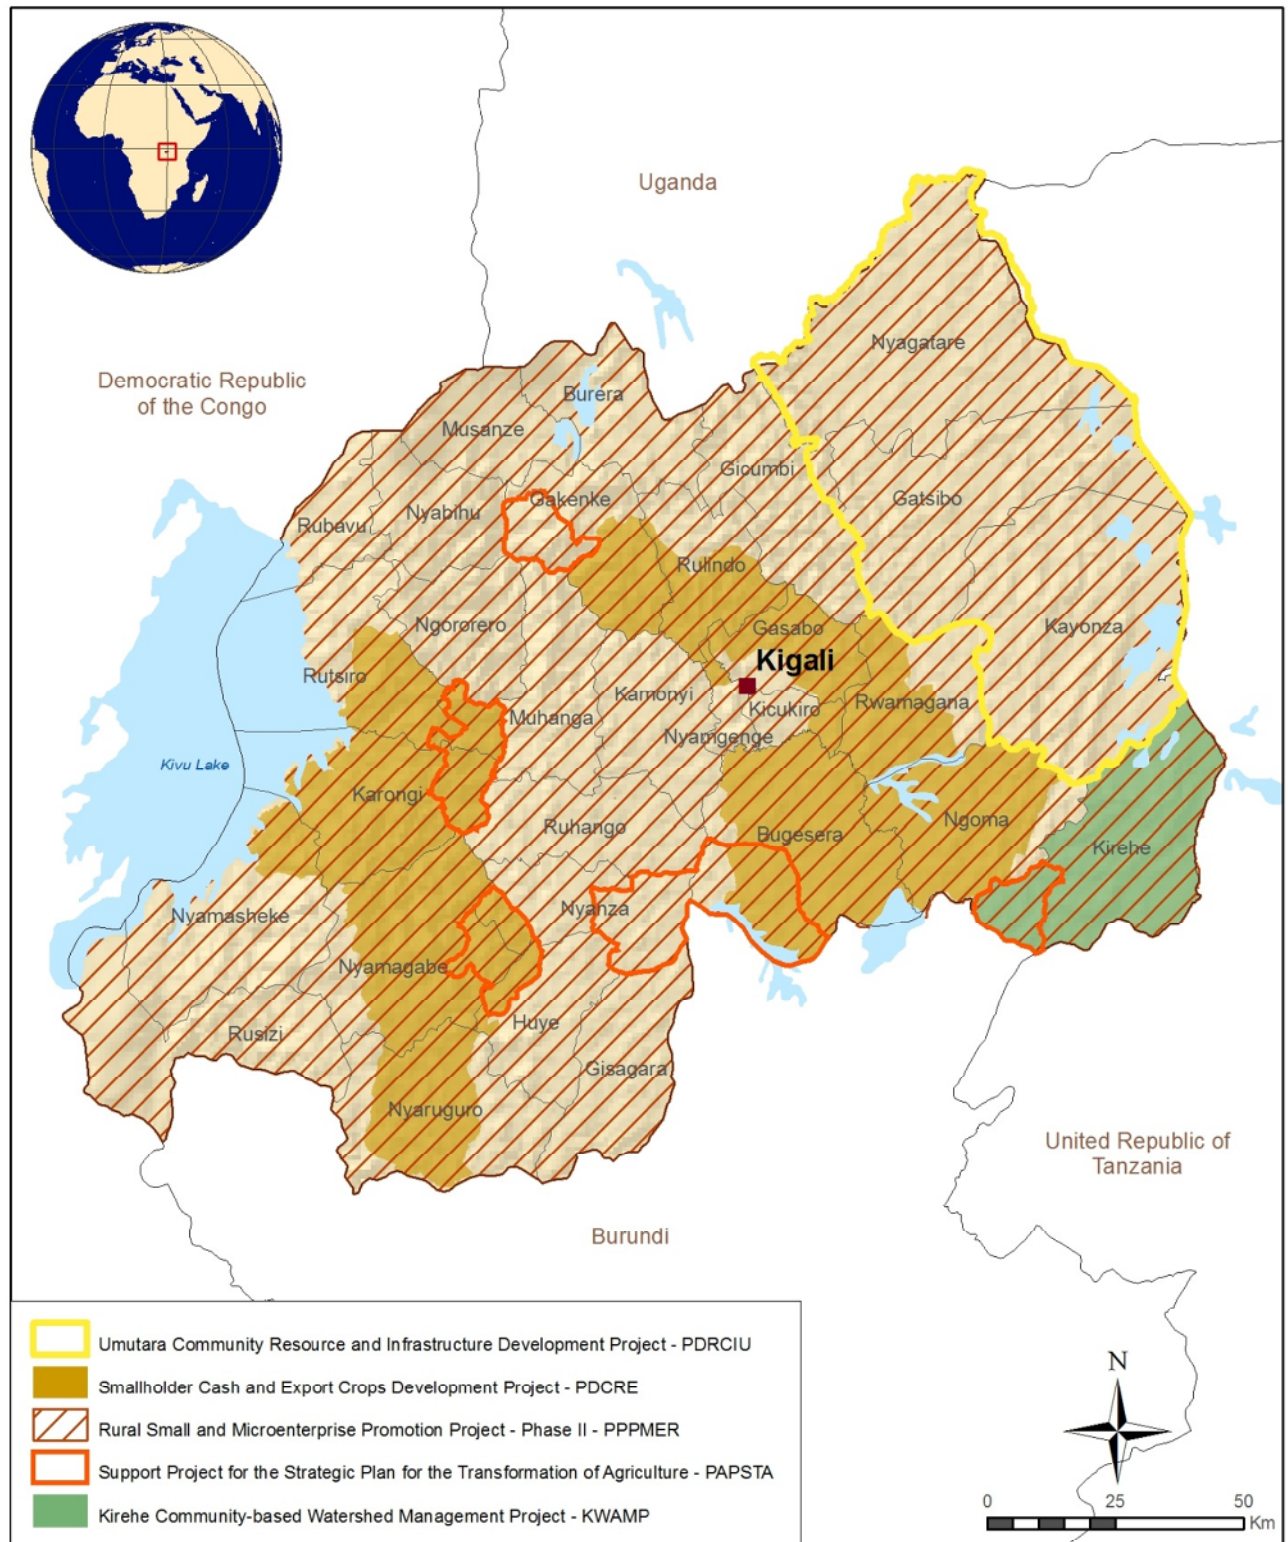 Uganda
Democratic Republic
of the Congo
Nyagatare
Burera
Musanze
Gicumbi
Gatsibo
Gakenke
Nyabihu
Rubavu
Rulindo
Ngororero
Gasabo
Kayonza
Kigali
Rutsiro
Kamonyi
Rwamagana
Kicukiro
Muhanga
Nyamgenge
Kivu Lake
Karongi
Ruhango
Bugesera
Ngoma
Kirehe
Nyamasheke
Nyanza
Nyamagabe
Huye
Rusizi
Gisagara
Nyaruguro
United Republic of
Tanzania
Burundi
Umutara Community Resource and Infrastructure Development Project - PDRCIU
Smallholder Cash and Export Crops Development Project - PDCRE
Rural Small and Microenterprise Promotion Project - Phase II - PPPMER
Support Project for the Strategic Plan for the Transformation of Agriculture - PAPSTA
Kirehe Community-based Watershed Management Project - KWAMP
N
0 25 50
Km